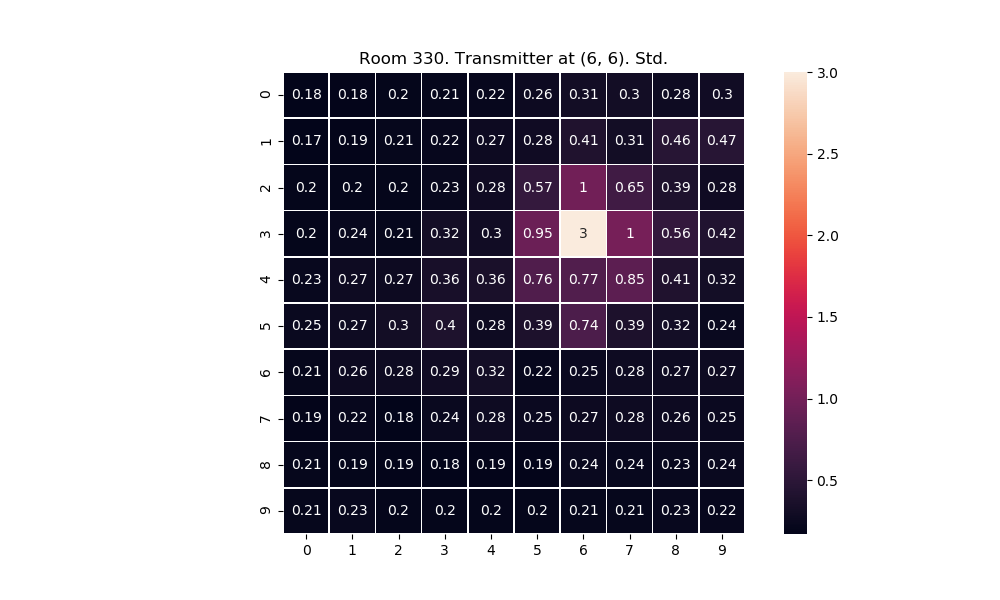 Room 330. Transmitter at (6, 6). Std.
0 0.18 0.18 0.2 0.21 0.22 0.26 0.31 0.3 0.28 0.3
1 0.17 0.19 0.21 0.22 0.27 0.28 0.41 0.31 0.46 0.47
2 0.2 0.2 0.2 0.23 0.28 0.57 1 0.65 0.39 0.28
3 0.2 0.24 0.21 0.32 0.3 0.95 3 1 0.56 0.42
4 0.23 0.27 0.27 0.36 0.36 0.76 0.77 0.85 0.41 0.32
5 0.25 0.27 0.3 0.4 0.28 0.39 0.74 0.39 0.32 0.24
6 0.21 0.26 0.28 0.29 0.32 0.22 0.25 0.28 0.27 0.27
7 0.19 0.22 0.18 0.24 0.28 0.25 0.27 0.28 0.26 0.25
8 0.21 0.19 0.19 0.18 0.19 0.19 0.24 0.24 0.23 0.24
9 0.21 0.23 0.2 0.2 0.2 0.2 0.21 0.21 0.23 0.22
0 1 2 3 4 5 6 7 8 9
3.0
2.5
2.0
1.5
1.0
0.5